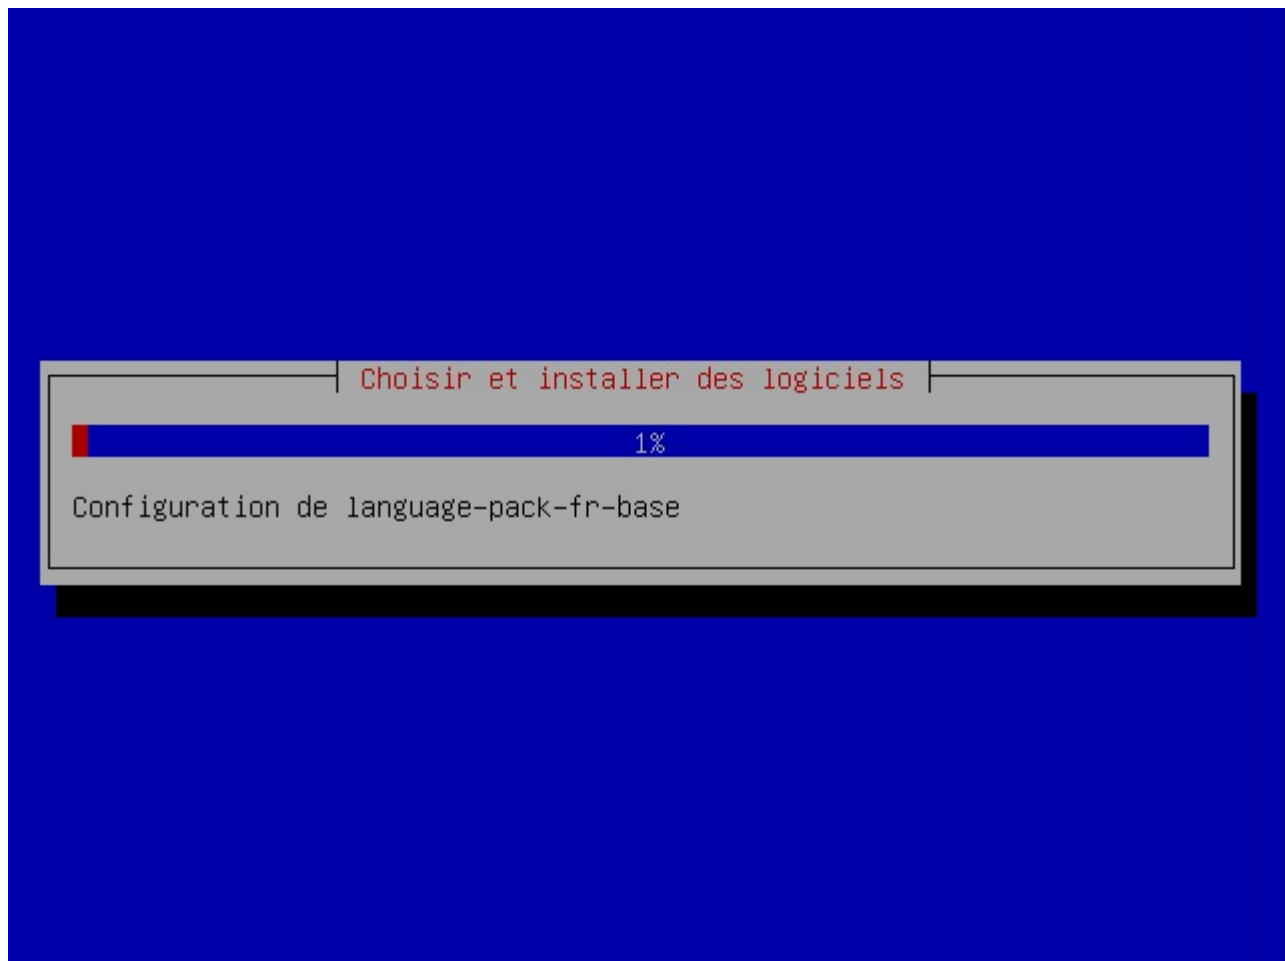 Choisir et installer des logiciels
1%
Configuration de language-pack-fr-base